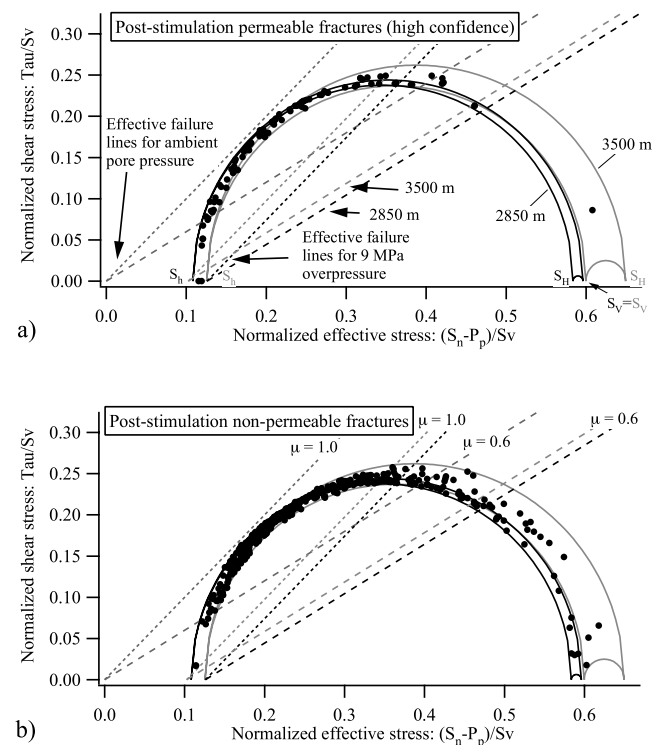 a)
Post-stimulation permeable fractures (high confidence)
Normalized shear stress: Tau/Sv
0.30
0.25
0.20
0.15
0.10
0.05
0.00
Effective failure
lines for ambient
pore pressure
3500 m
2850 m
3500 m
2850 m
Effective failure
lines for 9 MPa
overpressure
Sh
Sh
SH
SH
SV=SV
0.0
0.1
0.2
0.3
0.4
0.5
0.6
Normalized effective stress: (Sn-Pp)/Sv
b)
Post-stimulation non-permeable fractures
Normalized shear stress: Tau/Sv
0.30
0.25
0.20
0.15
0.10
0.05
0.00
μ = 1.0
μ = 1.0
μ = 0.6
μ = 0.6
0.0
0.1
0.2
0.3
0.4
0.5
0.6
Normalized effective stress: (Sn-Pp)/Sv